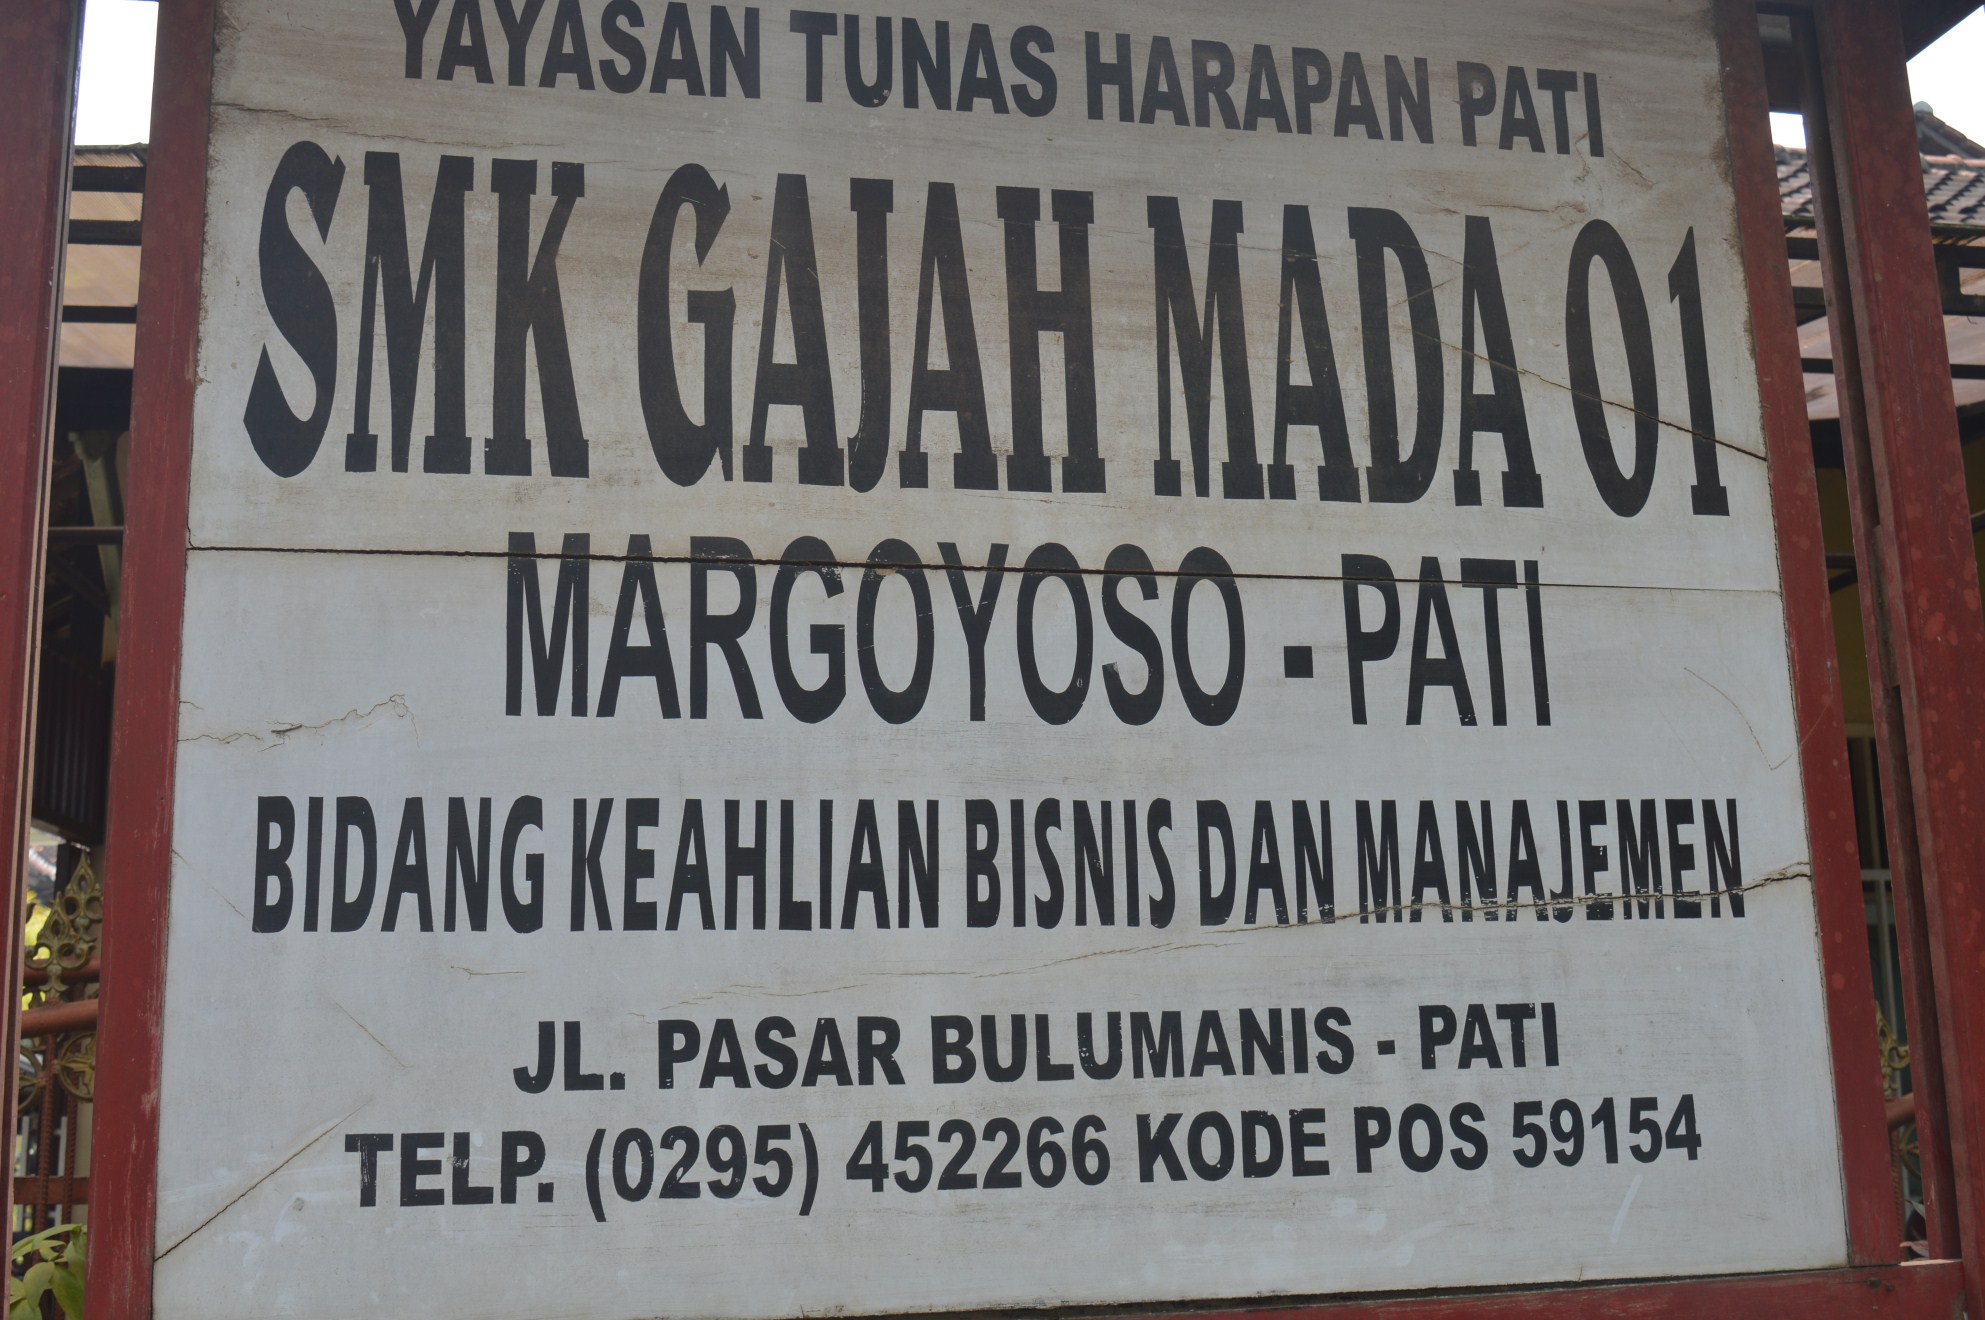 YAYASAN TUNAS HARAPAN PATI
SMK GAJAH MADA 01
MARGOYOSO - PATI
BIDANG KEAHLIAN BISNIS DAN MANAJEMEN
JL. PASAR BULUMANIS - PATI
TELP. (0295) 452266 KODE POS 59154